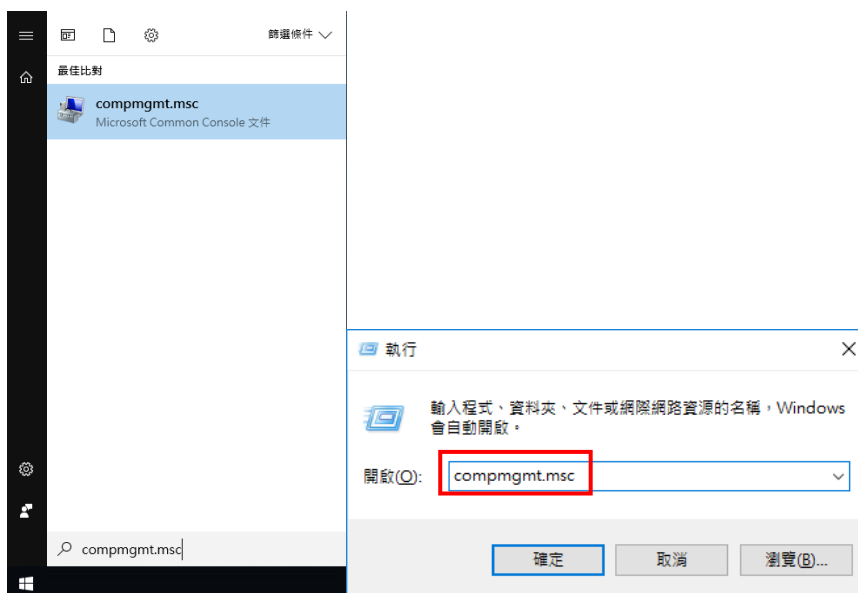 篩選條件
最佳比對
compmgmt.msc
Microsoft Common Console 文件
compmgmt.msc
執行
輸入程式、資料夾、文件或網際網路資源的名稱，Windows
會自動開啟。
開啟(O):
compmgmt.msc
確定
取消
瀏覽(B)...